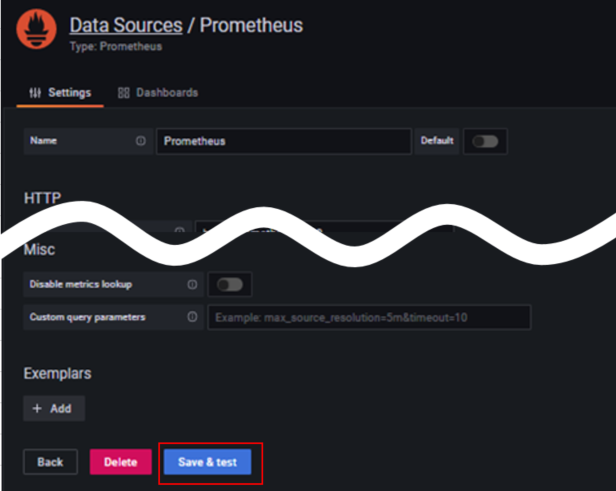 Data Sources / Prometheus
Type: Prometheus
Settings Dashboards
Name Prometheus Default
HTTP
Misc
Disable metrics lookup
Custom query parameters Example: max_source_resolution=5m&timeout=10
Exemplars
+ Add
Back Delete Save & test